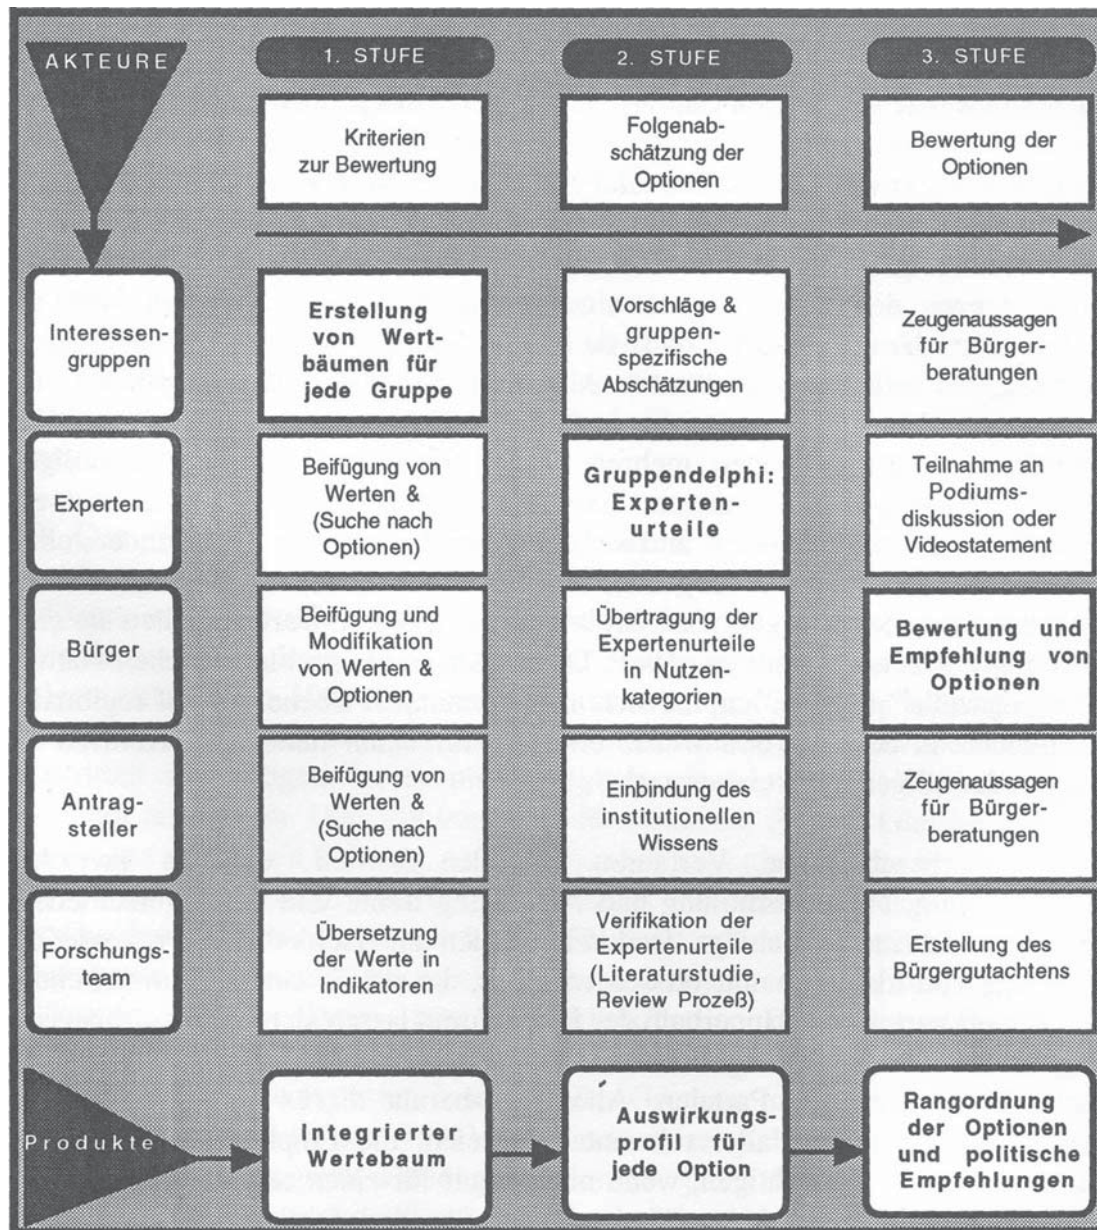 AKTEURE
1. STUFE
2. STUFE
3. STUFE
Kriterien
zur Bewertung
Folgenab-
schätzung der
Optionen
Bewertung der
Optionen
Interessen-
gruppen
Erstellung
von Wert-
bäumen für
jede Gruppe
Vorschläge &
gruppen-
spezifische
Abschätzungen
Zeugenaussagen
für Bürger-
beratungen
Experten
Beifügung von
Werten &
(Suche nach
Optionen)
Gruppendelphi:
Experten-
urteile
Teilnahme an
Podiums-
diskussion oder
Videostatement
Bürger
Beifügung und
Modifikation
von Werten &
Optionen
Übertragung der
Expertenurteile
in Nutzen-
kategorien
Bewertung und
Empfehlung von
Optionen
Antrag-
steller
Beifügung von
Werten &
(Suche nach
Optionen)
Einbindung des
institutionellen
Wissens
Zeugenaussagen
für Bürger-
beratungen
Forschungs-
team
Übersetzung
der Werte in
Indikatoren
Verifikation der
Expertenurteile
(Literaturstudie,
Review Prozeß)
Erstellung des
Bürgergutachtens
Produkte
Integrierter
Wertebaum
Auswirkungs-
profil für
jede Option
Rangordnung
der Optionen
und politische
Empfehlungen